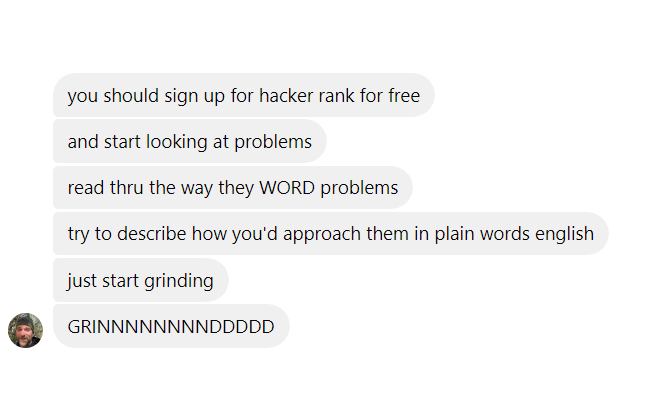 you should sign up for hacker rank for free
and start looking at problems
read thru the way they WORD problems
try to describe how you'd approach them in plain words english
just start grinding
GRINNNNNNNNDDDDD